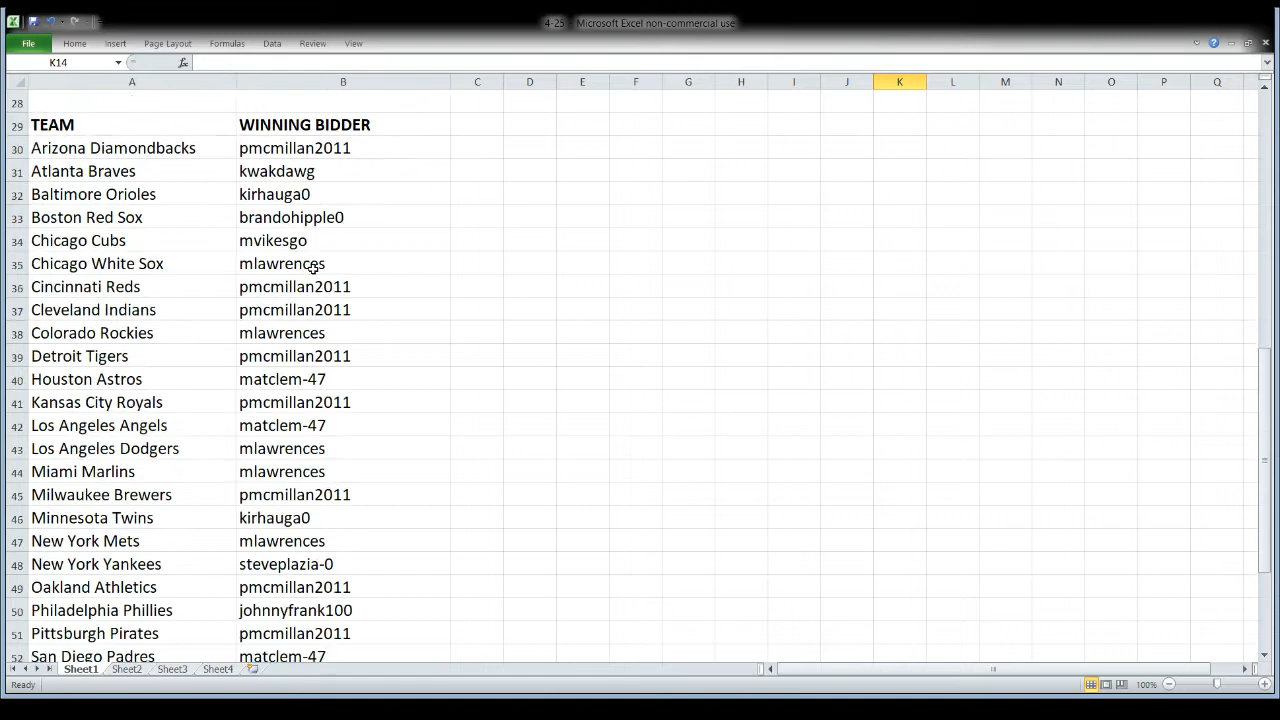 4-25 - Microsoft Excel non-commercial use
File Home Insert Page Layout Formulas Data Review View
K14 fx
A B C D E F G H I J K L M N O P Q
28
29 TEAM WINNING BIDDER
30 Arizona Diamondbacks pmcmillan2011
31 Atlanta Braves kwakdawg
32 Baltimore Orioles kirhauga0
33 Boston Red Sox brandohipple0
34 Chicago Cubs mvikesgo
35 Chicago White Sox mlawrences
36 Cincinnati Reds pmcmillan2011
37 Cleveland Indians pmcmillan2011
38 Colorado Rockies mlawrences
39 Detroit Tigers pmcmillan2011
40 Houston Astros matclem-47
41 Kansas City Royals pmcmillan2011
42 Los Angeles Angels matclem-47
43 Los Angeles Dodgers mlawrences
44 Miami Marlins mlawrences
45 Milwaukee Brewers pmcmillan2011
46 Minnesota Twins kirhauga0
47 New York Mets mlawrences
48 New York Yankees steveplazia-0
49 Oakland Athletics pmcmillan2011
50 Philadelphia Phillies johnnyfrank100
51 Pittsburgh Pirates pmcmillan2011
52 San Diego Padres matclem-47
Sheet1 Sheet2 Sheet3 Sheet4
Ready 100%